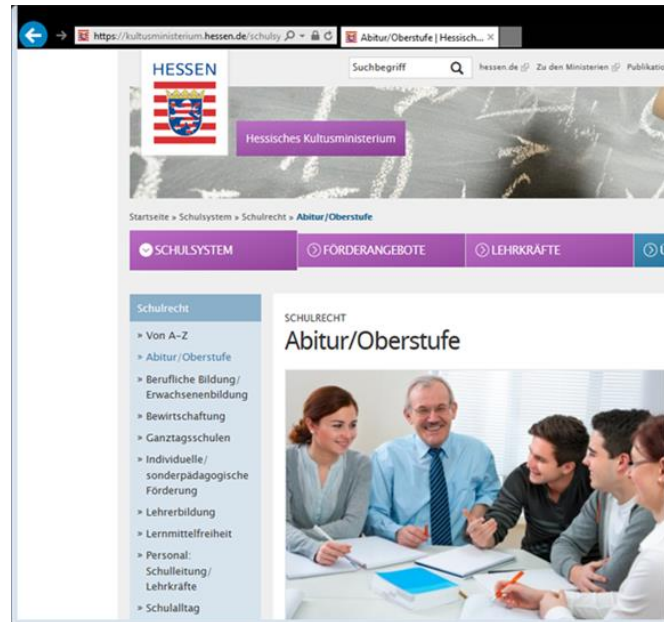 https://kultusministerium.hessen.de/schulsy
Abitur/Oberstufe | Hessisch...
HESSEN
Suchbegriff
hessen.de
Zu den Ministerien
Hessisches Kultusministerium
Startseite » Schulsystem » Schulrecht » Abitur/Oberstufe
SCHULSYSTEM
FÖRDERANGEBOTE
LEHRKRÄFTE
Schulrecht
» Von A-Z
» Abitur/Oberstufe
» Berufliche Bildung/
Erwachsenenbildung
» Bewirtschaftung
» Ganztagsschulen
» Individuelle/
sonderpädagogische
Förderung
» Lehrerbildung
» Lernmittelfreiheit
» Personal:
Schulleitung/
Lehrkräfte
» Schulalltag
SCHULRECHT
Abitur/Oberstufe